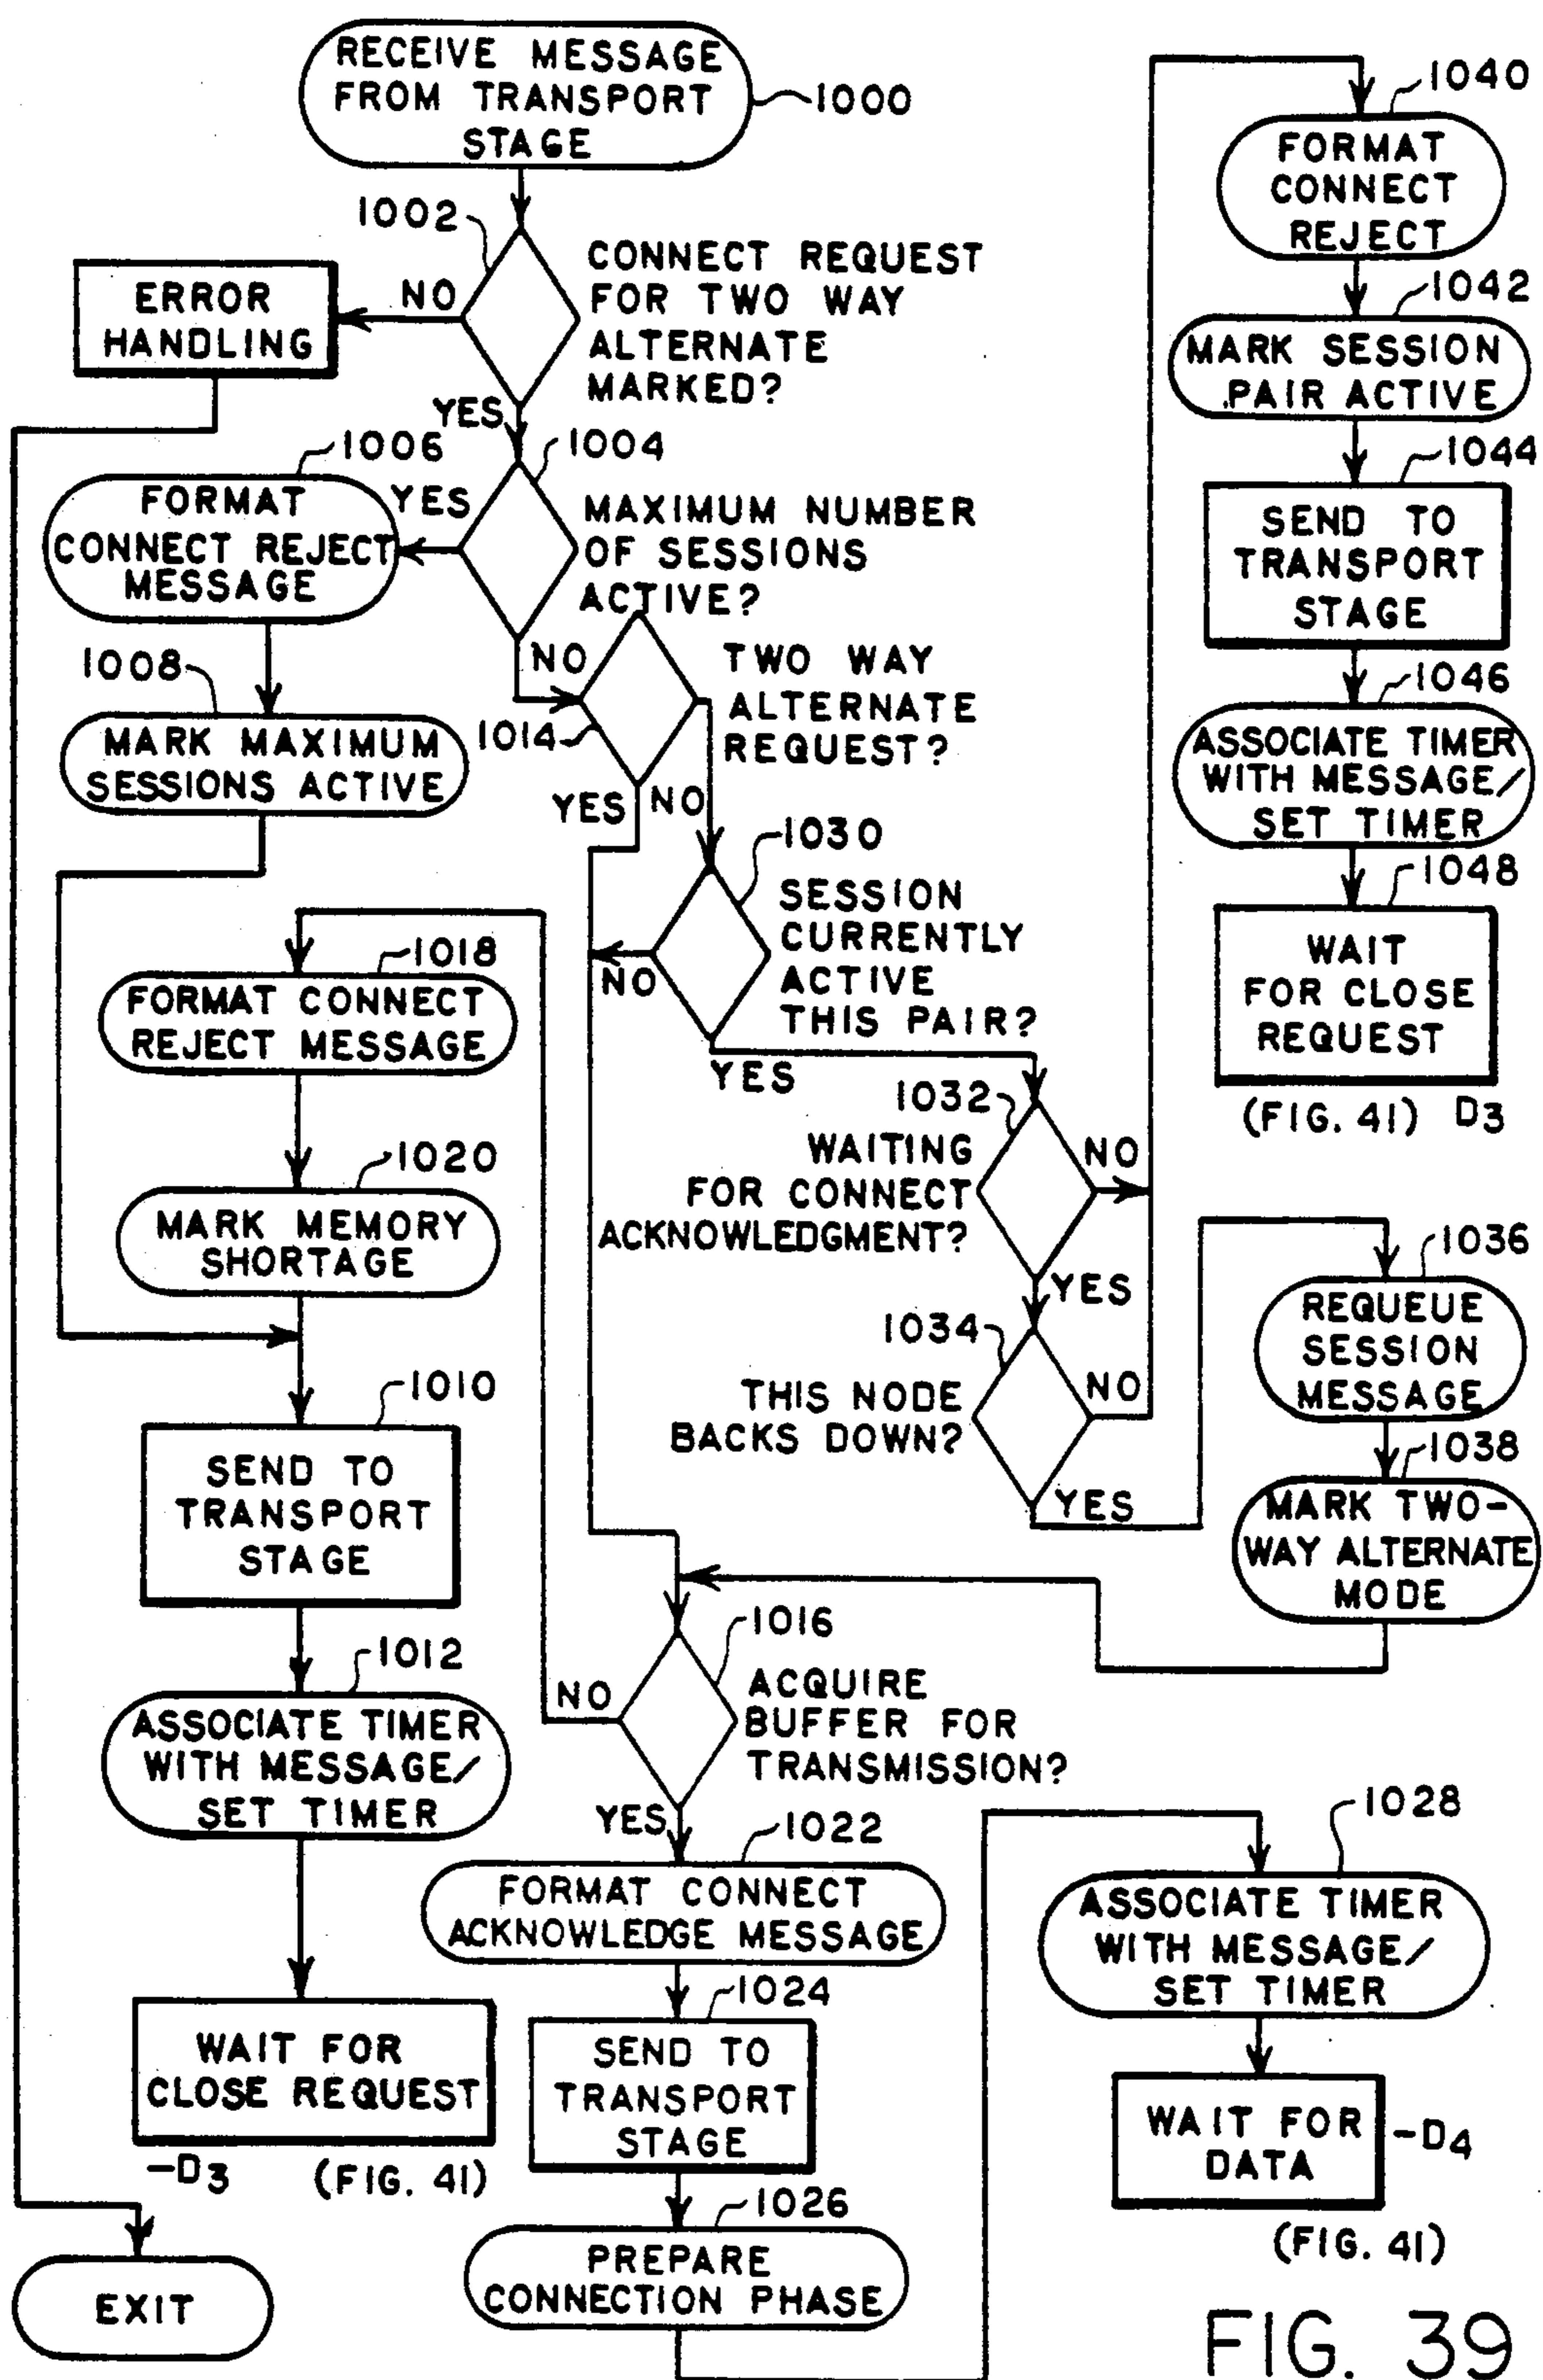 RECEIVE MESSAGE
FROM TRANSPORT
STAGE
1000
1002
CONNECT REQUEST
FOR TWO WAY
ALTERNATE
MARKED?
NO
ERROR
HANDLING
YES
1004
1006
FORMAT
CONNECT REJECT
MESSAGE
YES
MAXIMUM NUMBER
OF SESSIONS
ACTIVE?
1008
MARK MAXIMUM
SESSIONS ACTIVE
NO
1014
TWO WAY
ALTERNATE
REQUEST?
YES
NO
1030
SESSION
CURRENTLY
ACTIVE
THIS PAIR?
NO
YES
1018
FORMAT CONNECT
REJECT MESSAGE
1020
MARK MEMORY
SHORTAGE
1032
WAITING
FOR CONNECT
ACKNOWLEDGMENT?
NO
YES
1034
THIS NODE
BACKS DOWN?
NO
YES
1010
SEND TO
TRANSPORT
STAGE
1012
ASSOCIATE TIMER
WITH MESSAGE/
SET TIMER
WAIT FOR
CLOSE REQUEST
-D3 (FIG. 41)
EXIT
1016
ACQUIRE
BUFFER FOR
TRANSMISSION?
NO
YES
1022
FORMAT CONNECT
ACKNOWLEDGE MESSAGE
1024
SEND TO
TRANSPORT
STAGE
1026
PREPARE
CONNECTION PHASE
1040
FORMAT
CONNECT
REJECT
1042
MARK SESSION
PAIR ACTIVE
1044
SEND TO
TRANSPORT
STAGE
1046
ASSOCIATE TIMER
WITH MESSAGE/
SET TIMER
1048
WAIT
FOR CLOSE
REQUEST
(FIG. 41) D3
1036
REQUEUE
SESSION
MESSAGE
1038
MARK TWO-
WAY ALTERNATE
MODE
1028
ASSOCIATE TIMER
WITH MESSAGE/
SET TIMER
WAIT FOR
DATA
-D4
(FIG. 41)
FIG. 39